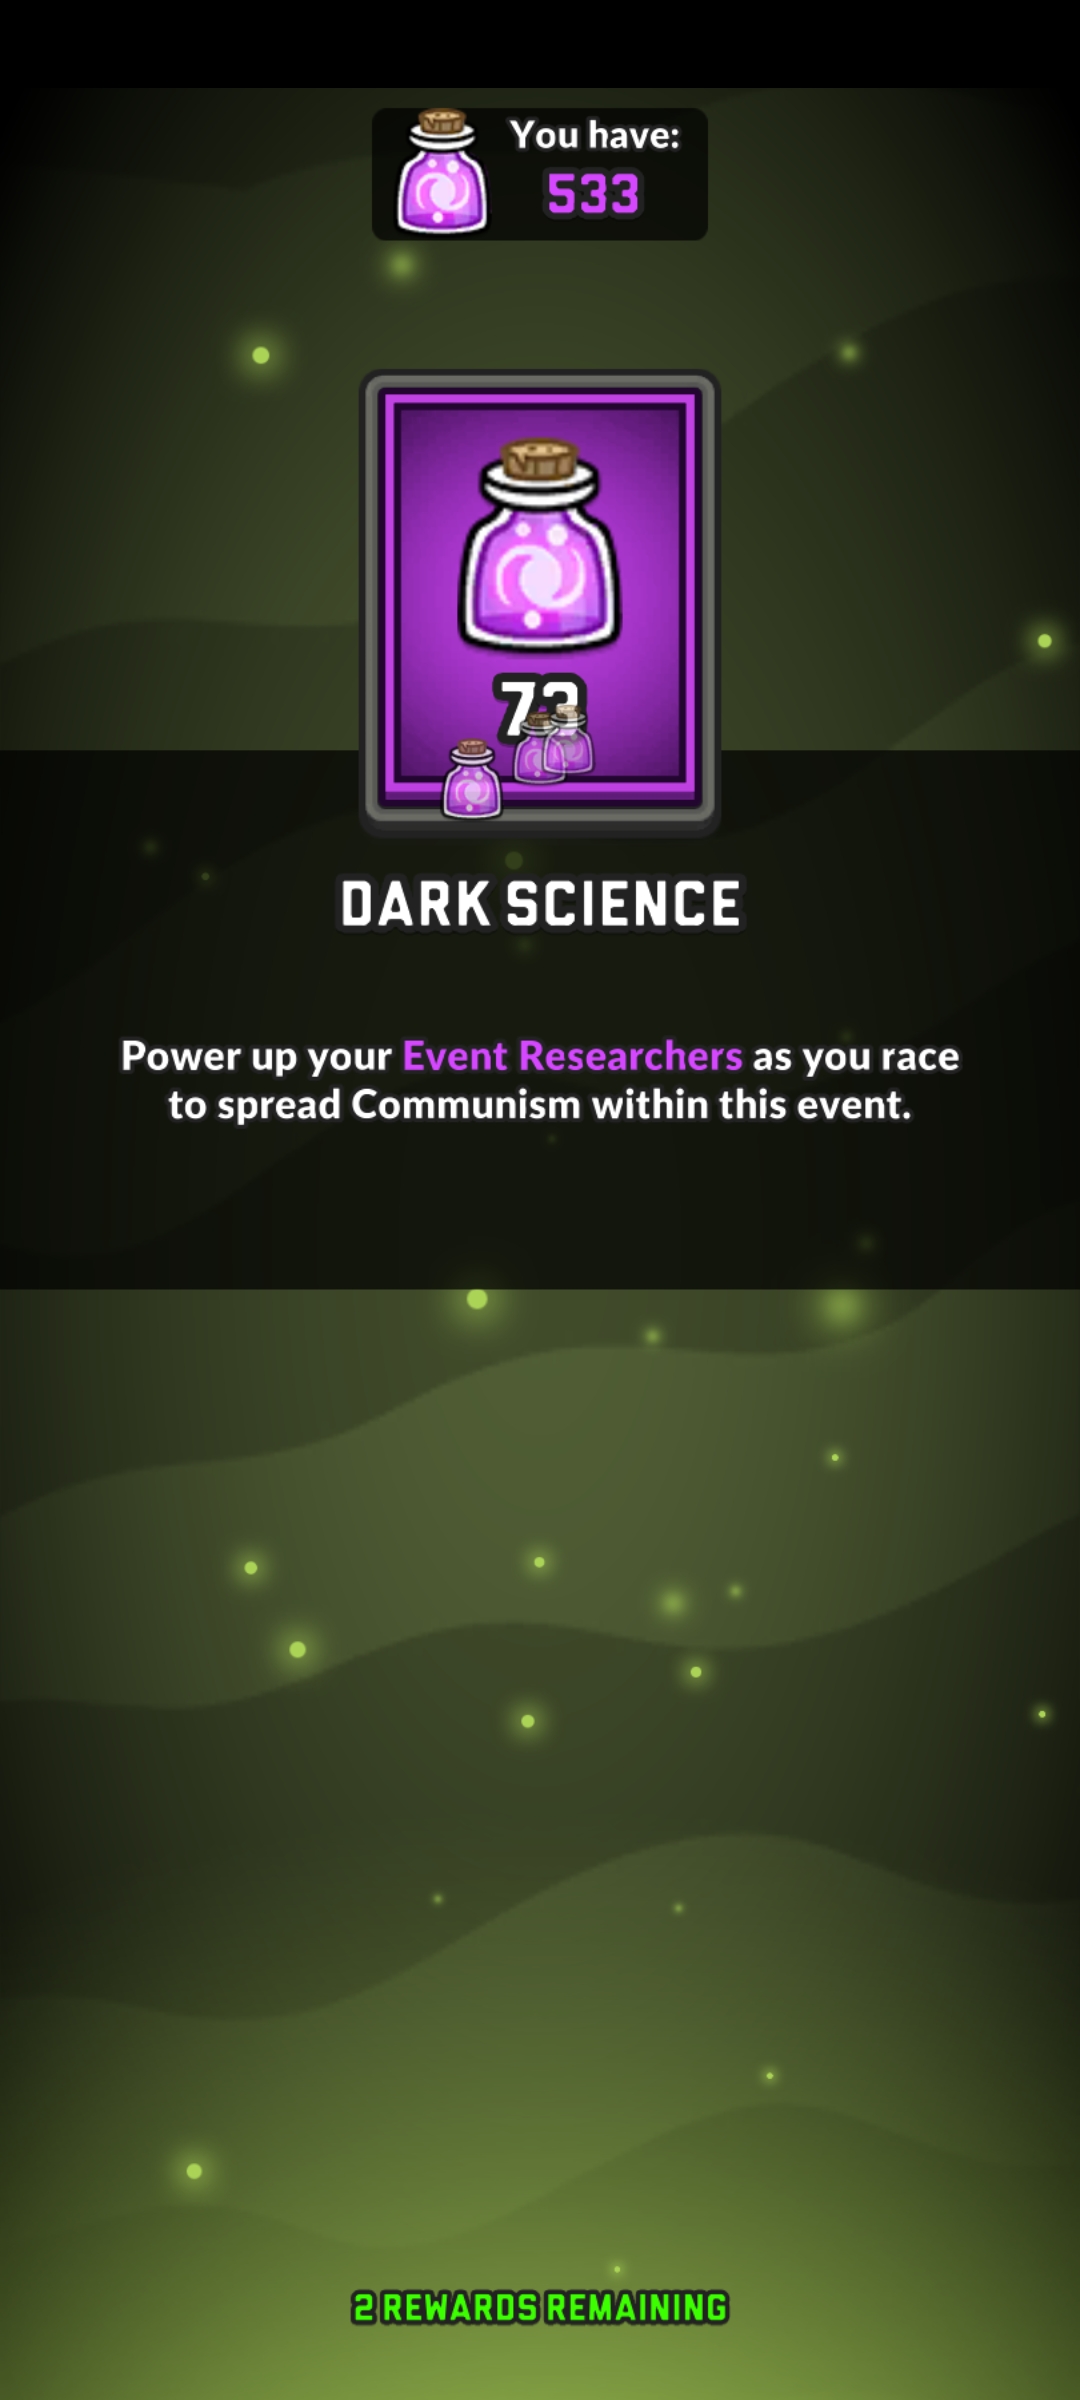 You have:
533
73
DARK SCIENCE
Power up your Event Researchers as you race
to spread Communism within this event.
2 REWARDS REMAINING